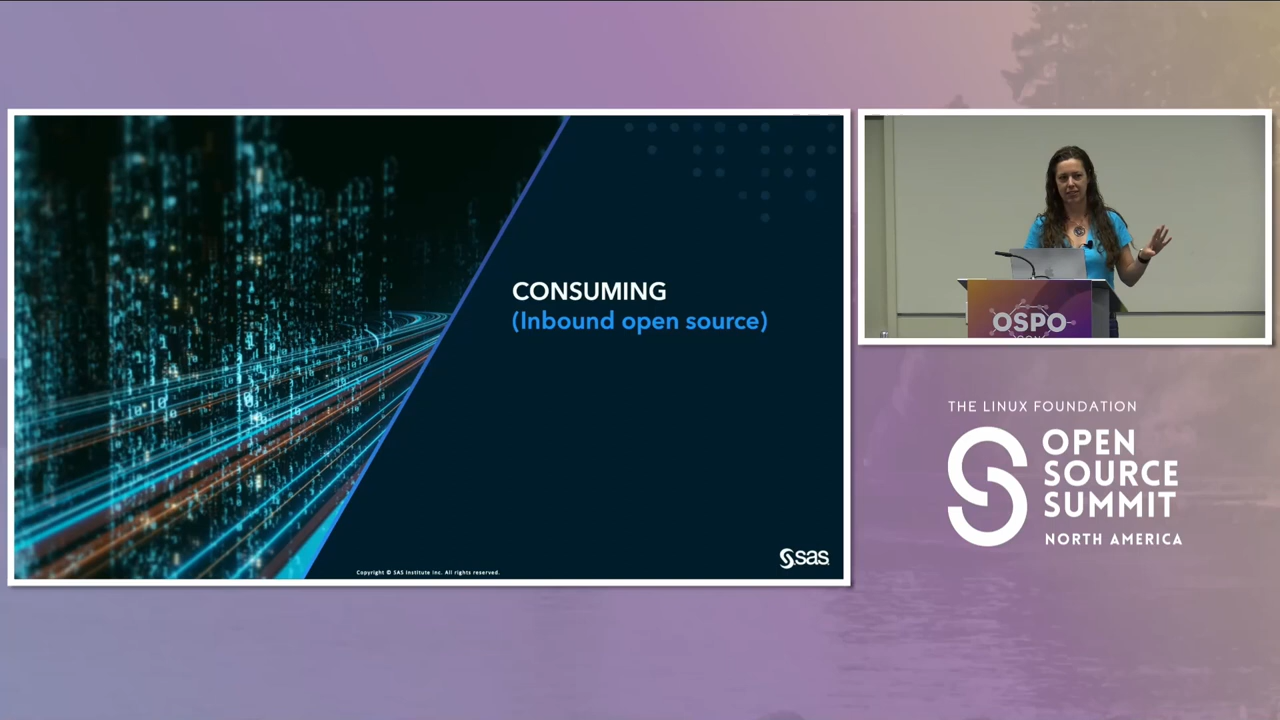 CONSUMING
(Inbound open source)
Copyright © SAS Institute Inc. All rights reserved.
sas
OSPO
CON
THE LINUX FOUNDATION
OPEN
SOURCE
SUMMIT
NORTH AMERICA